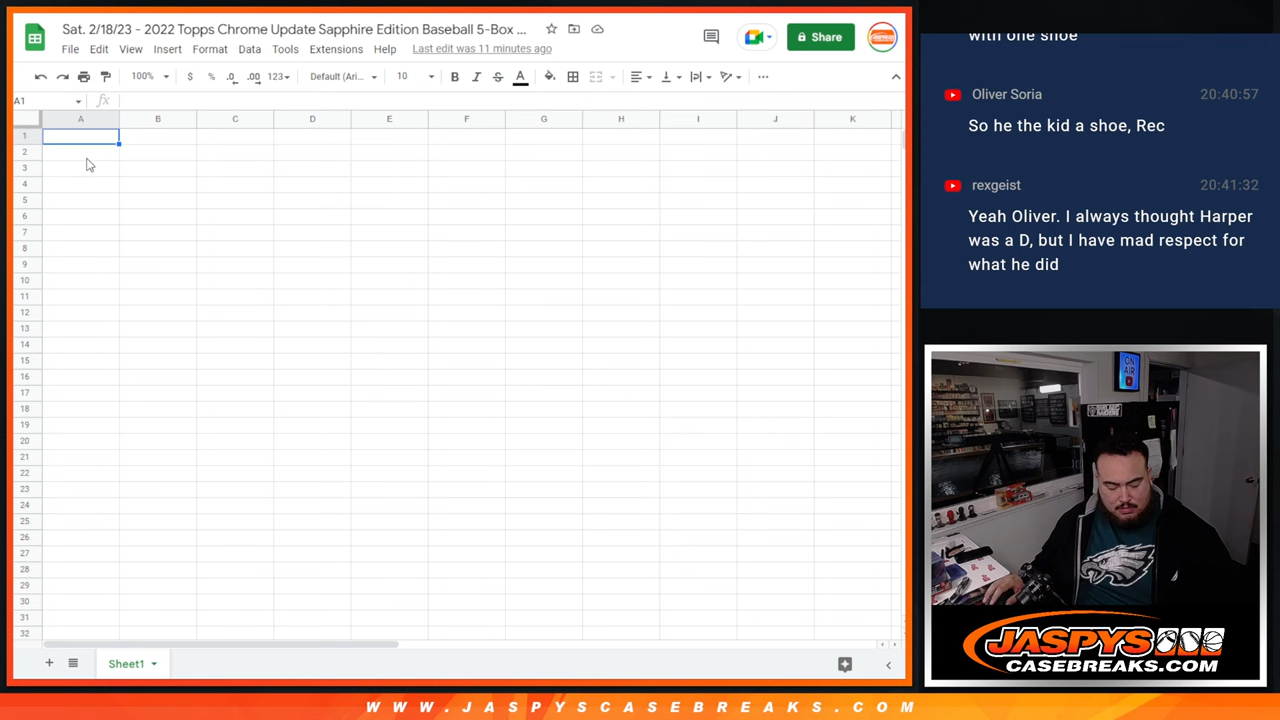 Sat. 2/18/23 - 2022 Topps Chrome Update Sapphire Edition Baseball 5-Box ...
File Edit View Insert Format Data Tools Extensions Help Last edit was 11 minutes ago
Share
100% $ % .0 .00 123 Default (Ari... 10 B I S A
A1 fx
A B C D E F G H I J K
1
2
3
4
5
6
7
8
9
10
11
12
13
14
15
16
17
18
19
20
21
22
23
24
25
26
27
28
29
30
31
32
Sheet1
with one shoe
Oliver Soria 20:40:57
So he the kid a shoe, Rec
rexgeist 20:41:32
Yeah Oliver. I always thought Harper
was a D, but I have mad respect for
what he did
ON
AIR
JASPYS
CASEBREAKS.COM
WWW.JASPYSCASEBREAKS.COM